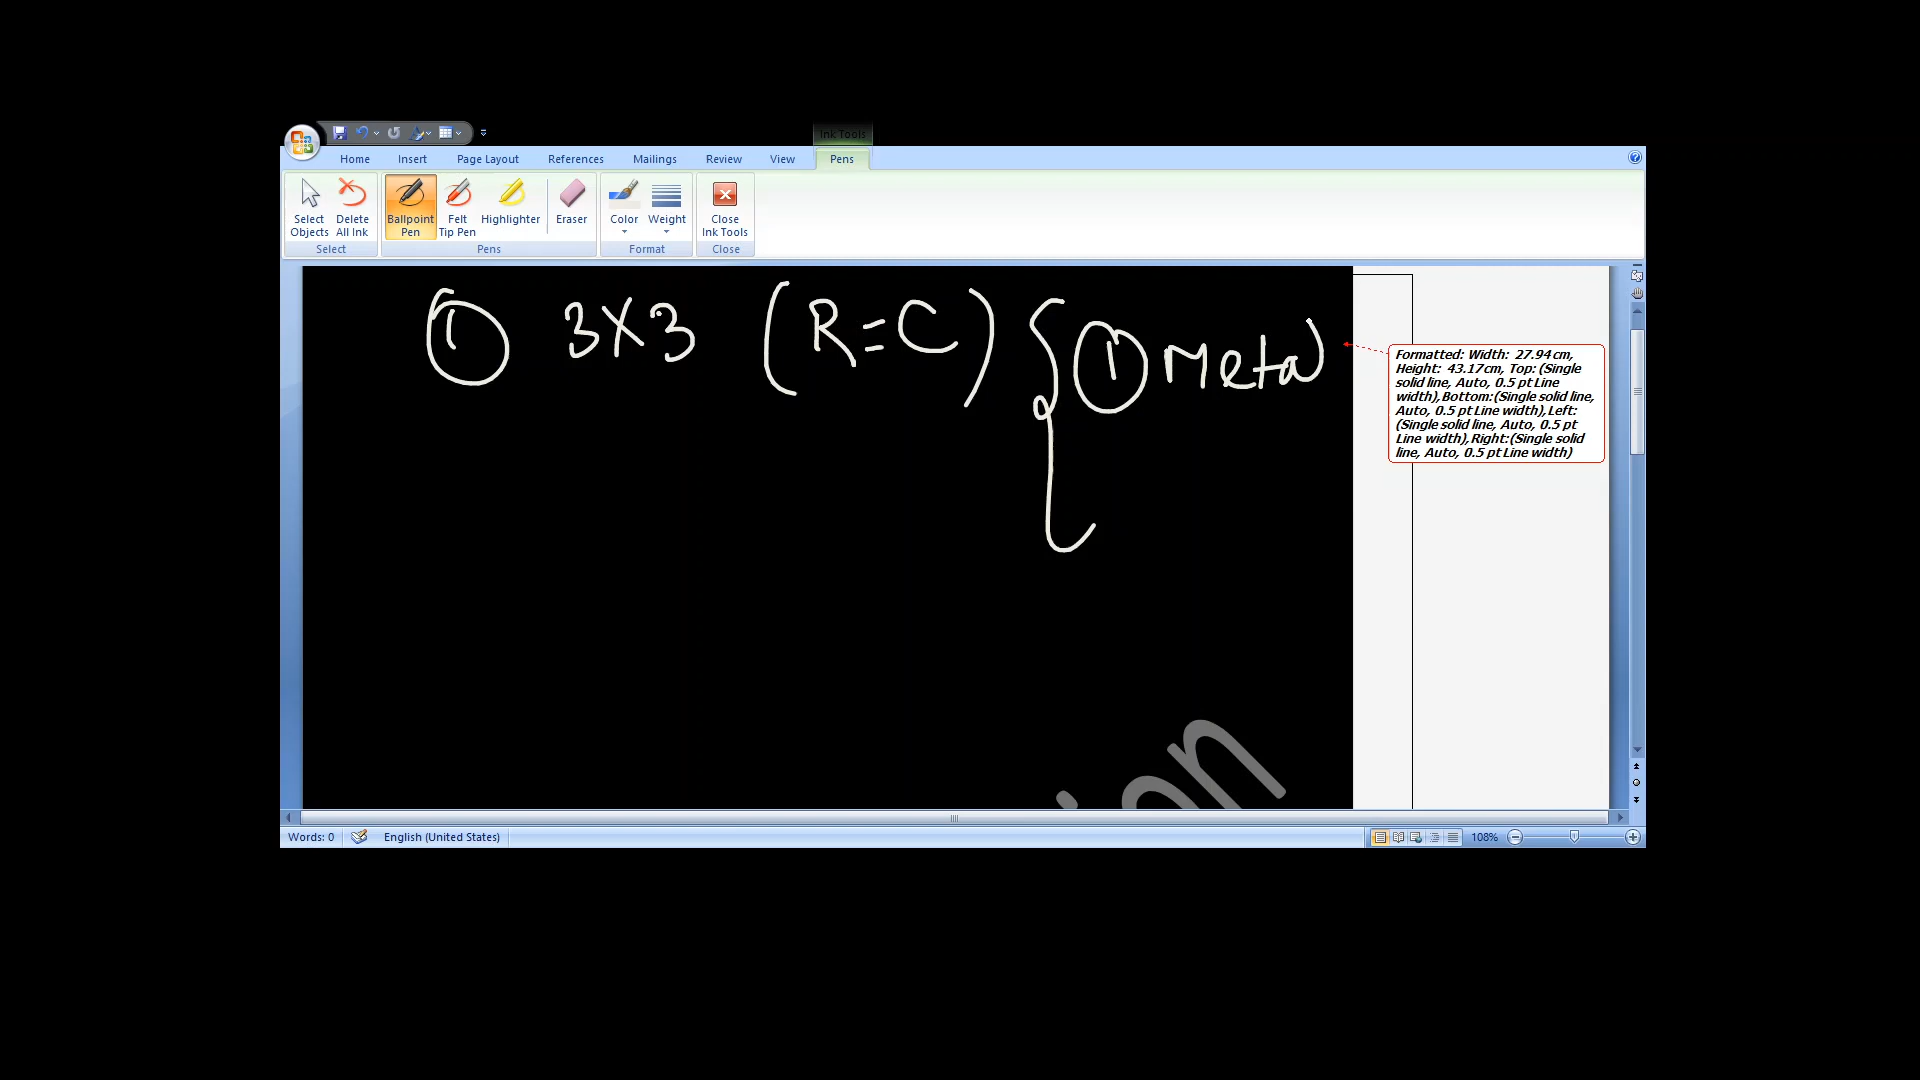 Ink Tools
Home Insert Page Layout References Mailings Review View Pens
Select Objects
Delete All Ink
Ballpoint Pen
Felt Tip Pen
Highlighter
Eraser
Color
Weight
Close Ink Tools
Select Pens Format Close
① 3X3 (R=C) { ① Metal
Formatted: Width: 27.94 cm,
Height: 43.17cm, Top: (Single
solid line, Auto, 0.5 pt Line
width), Bottom: (Single solid line,
Auto, 0.5 pt Line width), Left:
(Single solid line, Auto, 0.5 pt
Line width), Right: (Single solid
line, Auto, 0.5 pt Line width)
Words: 0 English (United States) 108%